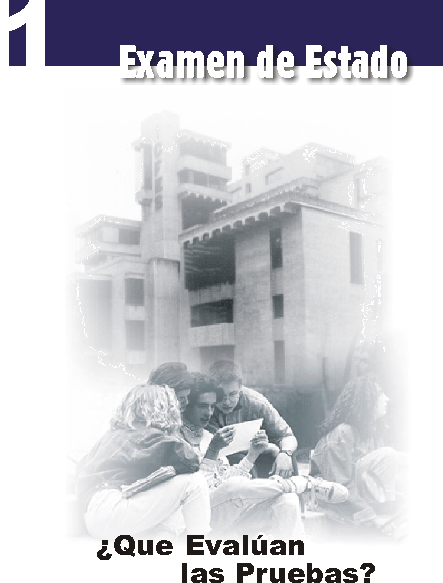 1
Examen de Estado
¿Que Evalúan
las Pruebas?